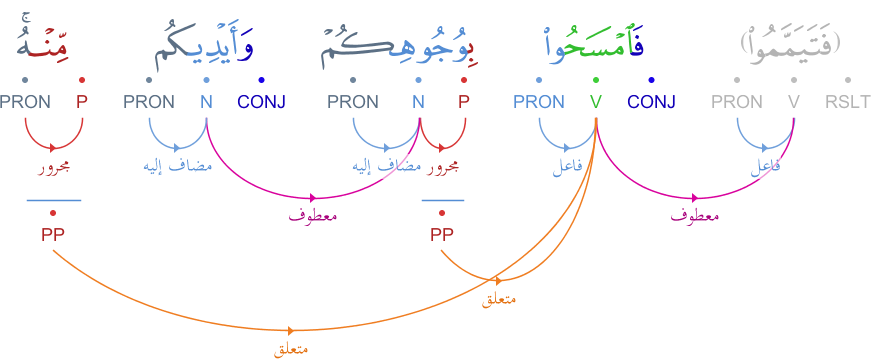 (فَتَيَمَّمُوا۟) فَٱمْسَحُوا۟ بِوُجُوهِكُمْ وَأَيْدِيكُم مِّنْهُ ۚ
PRON P PRON N CONJ PRON N P PRON V CONJ PRON V RSLT
مجرور مضاف إليه مضاف إليه مجرور فاعل فاعل
معطوف معطوف
PP PP
متعلق
متعلق